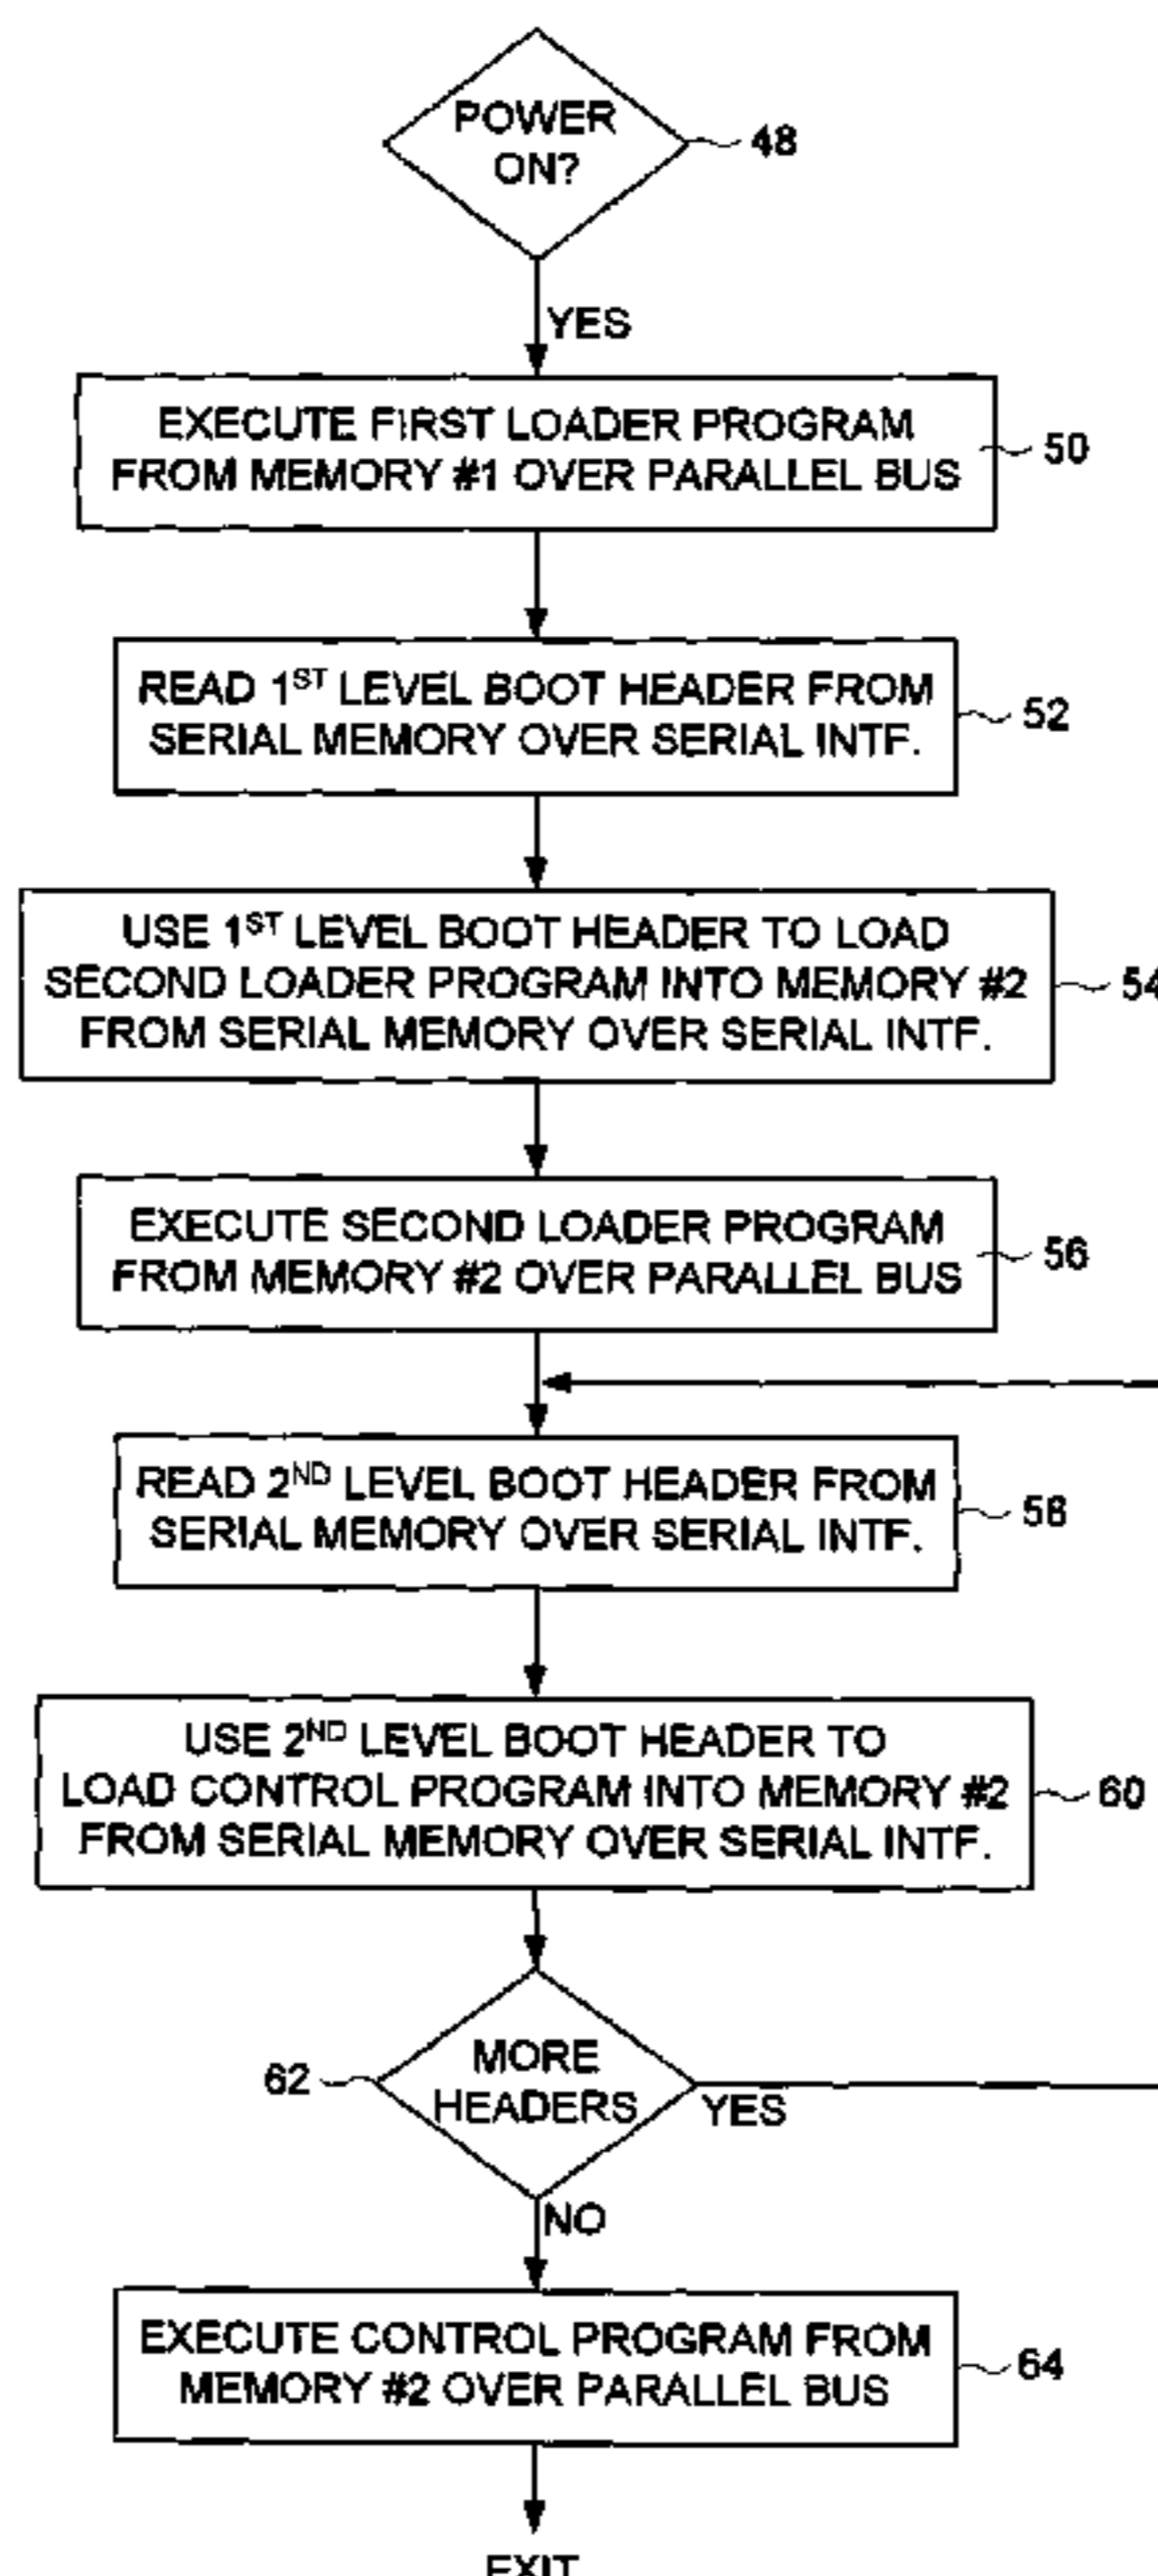 POWER
ON?
48
YES
EXECUTE FIRST LOADER PROGRAM
FROM MEMORY #1 OVER PARALLEL BUS
50
READ 1ST LEVEL BOOT HEADER FROM
SERIAL MEMORY OVER SERIAL INTF.
52
USE 1ST LEVEL BOOT HEADER TO LOAD
SECOND LOADER PROGRAM INTO MEMORY #2
FROM SERIAL MEMORY OVER SERIAL INTF.
54
EXECUTE SECOND LOADER PROGRAM
FROM MEMORY #2 OVER PARALLEL BUS
56
READ 2ND LEVEL BOOT HEADER FROM
SERIAL MEMORY OVER SERIAL INTF.
58
USE 2ND LEVEL BOOT HEADER TO
LOAD CONTROL PROGRAM INTO MEMORY #2
FROM SERIAL MEMORY OVER SERIAL INTF.
60
62
MORE
HEADERS
YES
NO
EXECUTE CONTROL PROGRAM FROM
MEMORY #2 OVER PARALLEL BUS
64
EXIT